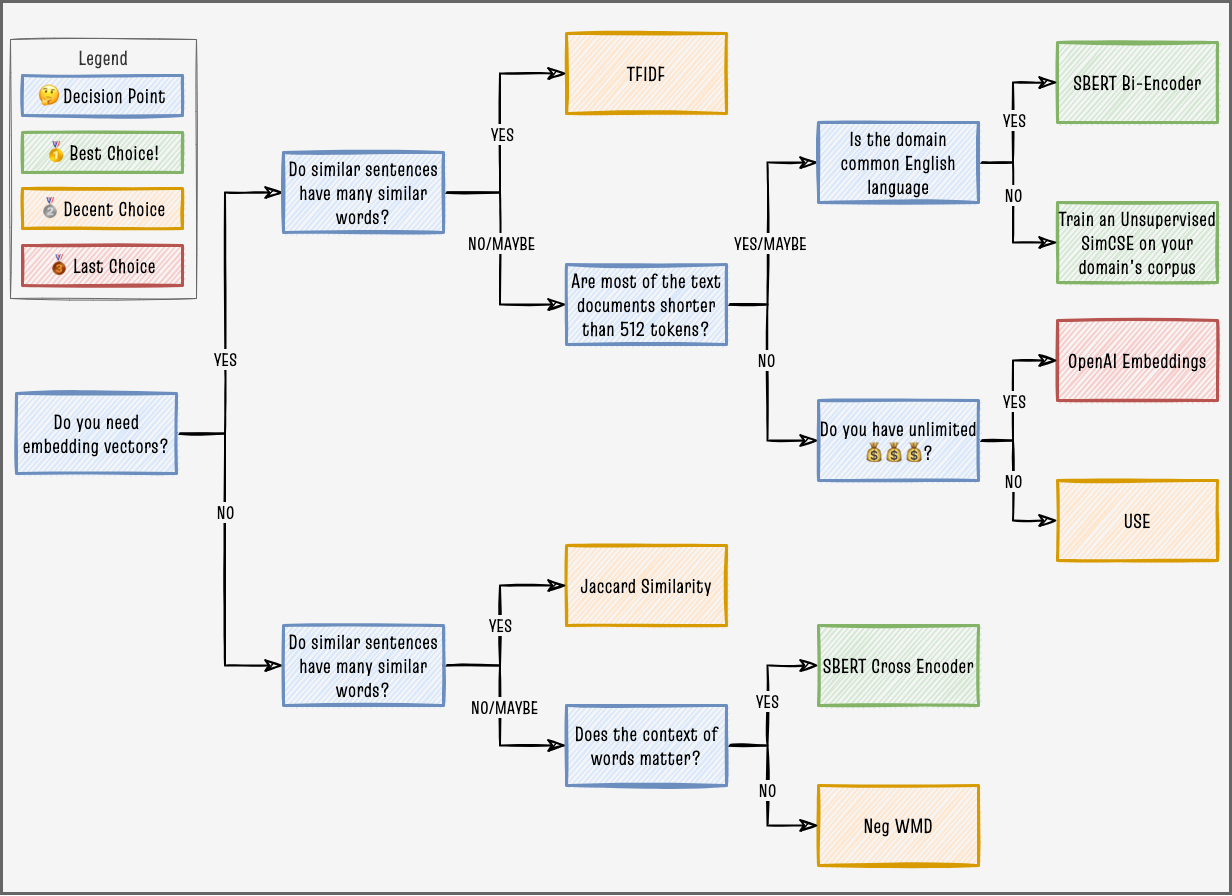 Legend
🤔 Decision Point
🥇 Best Choice!
🥈 Decent Choice
🥉 Last Choice
Do you need
embedding vectors?
YES
NO
Do similar sentences
have many similar
words?
YES
NO/MAYBE
TFIDF
Are most of the text
documents shorter
than 512 tokens?
YES/MAYBE
NO
Is the domain
common English
language
YES
NO
SBERT Bi-Encoder
Train an Unsupervised
SimCSE on your
domain's corpus
Do you have unlimited
💰💰💰?
YES
NO
OpenAI Embeddings
USE
Do similar sentences
have many similar
words?
YES
NO/MAYBE
Jaccard Similarity
Does the context of
words matter?
YES
NO
SBERT Cross Encoder
Neg WMD